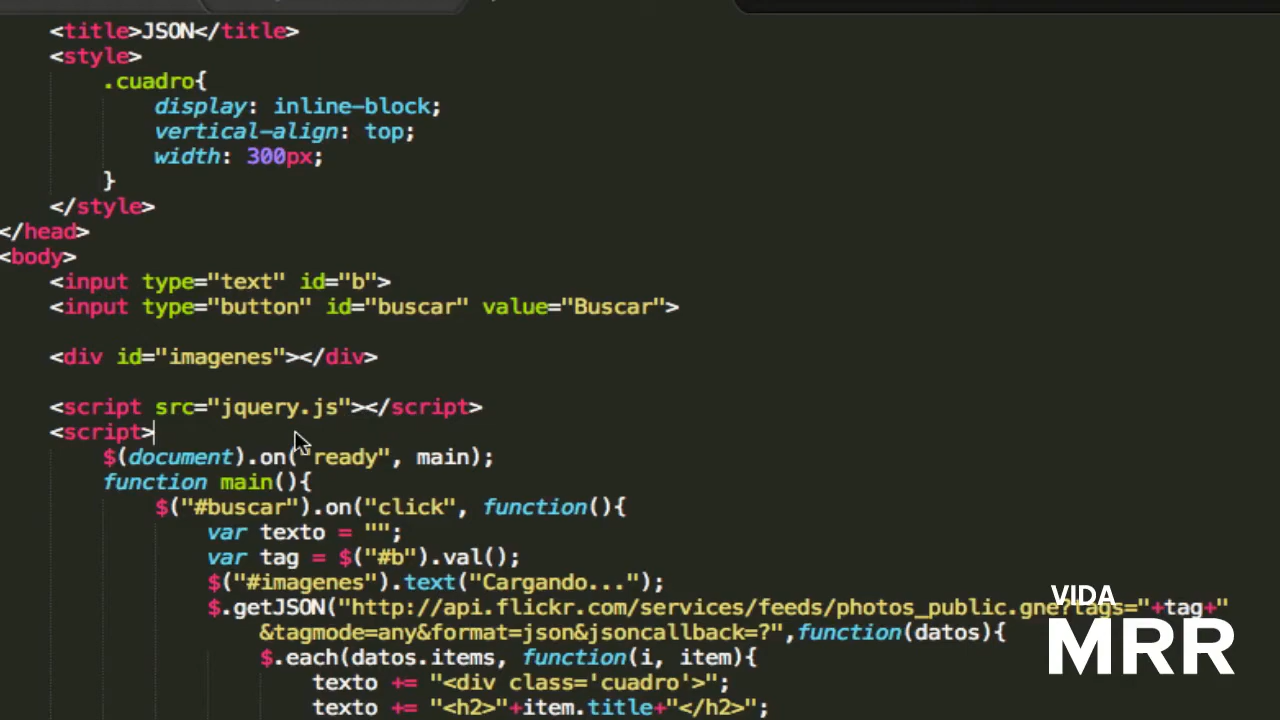 <title>JSON</title>
<style>
.cuadro{
display: inline-block;
vertical-align: top;
width: 300px;
}
</style>
</head>
<body>
<input type="text" id="b">
<input type="button" id="buscar" value="Buscar">
<div id="imagenes"></div>
<script src="jquery.js"></script>
<script>
$(document).on("ready", main);
function main(){
$("#buscar").on("click", function(){
var texto = "";
var tag = $("#b").val();
$("#imagenes").text("Cargando...");
$.getJSON("http://api.flickr.com/services/feeds/photos_public.gne?tags="+tag+"
&tagmode=any&format=json&jsoncallback=?",function(datos){
$.each(datos.items, function(i, item){
texto += "<div class='cuadro'>";
texto += "<h2>"+item.title+"</h2>";
VIDA
MRR